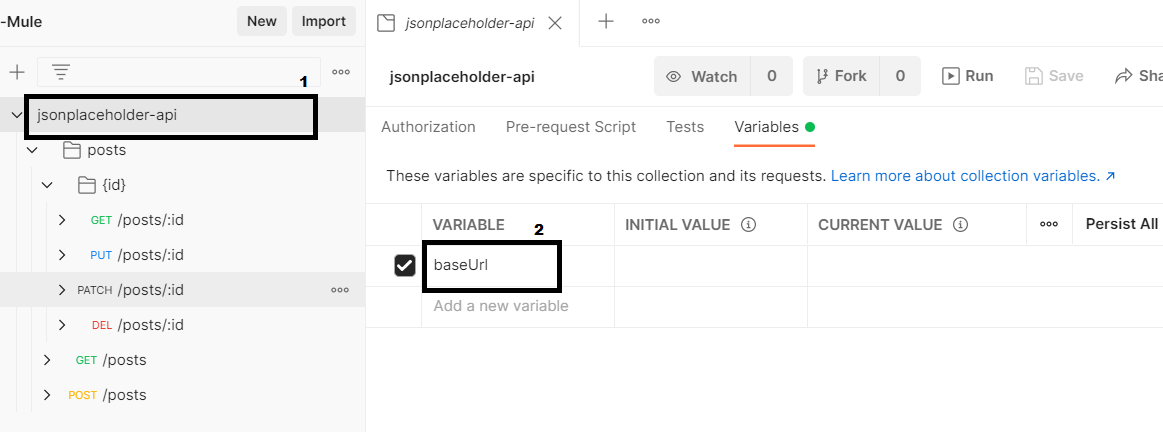 -Mule
New
Import
jsonplaceholder-api
1
jsonplaceholder-api
posts
{id}
GET /posts/:id
PUT /posts/:id
PATCH /posts/:id
DEL /posts/:id
GET /posts
POST /posts
jsonplaceholder-api
Watch 0
Fork 0
Run
Save
Sha
Authorization
Pre-request Script
Tests
Variables
These variables are specific to this collection and its requests. Learn more about collection variables. ↗
VARIABLE
2
INITIAL VALUE
CURRENT VALUE
Persist All
baseUrl
Add a new variable